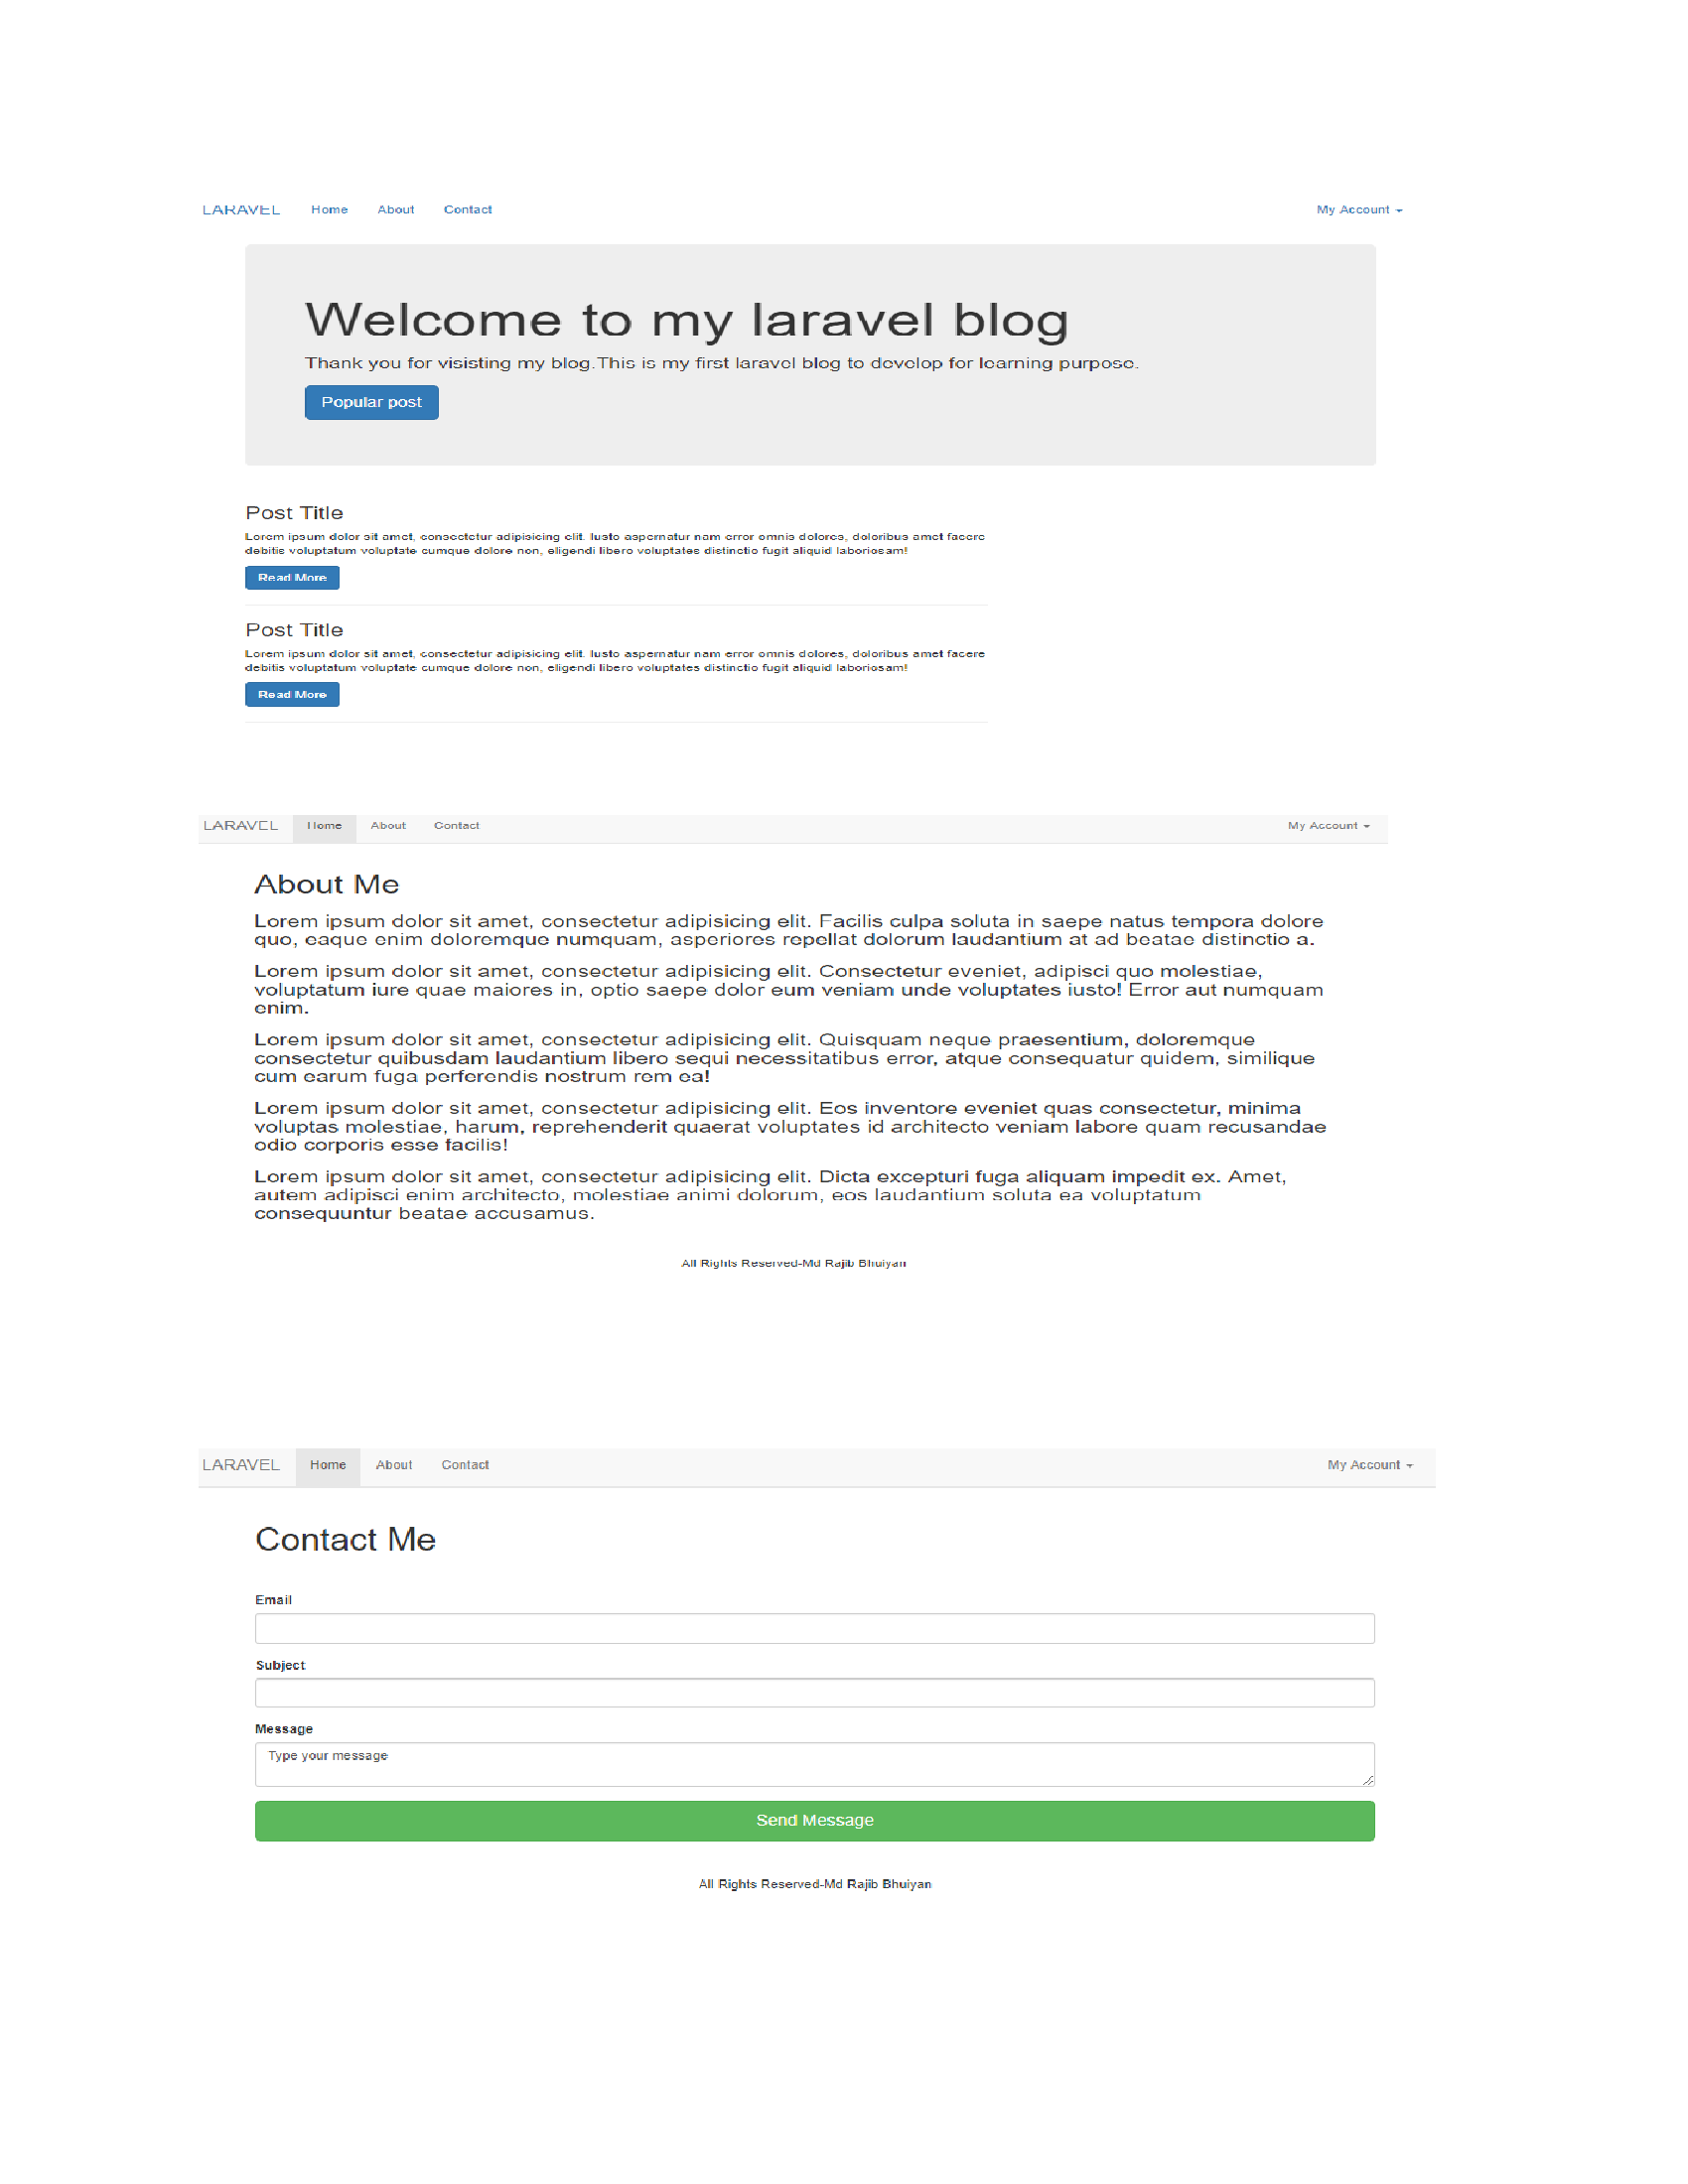 LARAVEL Home About Contact My Account
Welcome to my laravel blog
Thank you for visisting my blog.This is my first laravel blog to develop for learning purpose.
Popular post
Post Title
Lorem ipsum dolor sit amet, consectetur adipisicing elit. Iusto aspernatur nam error omnis dolores, doloribus amet facere
debitis voluptatum voluptate cumque dolore non, eligendi libero voluptates distinctio fugit aliquid laboriosam!
Read More
Post Title
Lorem ipsum dolor sit amet, consectetur adipisicing elit. Iusto aspernatur nam error omnis dolores, doloribus amet facere
debitis voluptatum voluptate cumque dolore non, eligendi libero voluptates distinctio fugit aliquid laboriosam!
Read More
LARAVEL Home About Contact My Account
About Me
Lorem ipsum dolor sit amet, consectetur adipisicing elit. Facilis culpa soluta in saepe natus tempora dolore
quo, eaque enim doloremque numquam, asperiores repellat dolorum laudantium at ad beatae distinctio a.
Lorem ipsum dolor sit amet, consectetur adipisicing elit. Consectetur eveniet, adipisci quo molestiae,
voluptatum iure quae maiores in, optio saepe dolor eum veniam unde voluptates iusto! Error aut numquam
enim.
Lorem ipsum dolor sit amet, consectetur adipisicing elit. Quisquam neque praesentium, doloremque
consectetur quibusdam laudantium libero sequi necessitatibus error, atque consequatur quidem, similique
cum earum fuga perferendis nostrum rem ea!
Lorem ipsum dolor sit amet, consectetur adipisicing elit. Eos inventore eveniet quas consectetur, minima
voluptas molestiae, harum, reprehenderit quaerat voluptates id architecto veniam labore quam recusandae
odio corporis esse facilis!
Lorem ipsum dolor sit amet, consectetur adipisicing elit. Dicta excepturi fuga aliquam impedit ex. Amet,
autem adipisci enim architecto, molestiae animi dolorum, eos laudantium soluta ea voluptatum
consequuntur beatae accusamus.
All Rights Reserved-Md Rajib Bhuiyan
LARAVEL Home About Contact My Account
Contact Me
Email
Subject
Message
Type your message
Send Message
All Rights Reserved-Md Rajib Bhuiyan